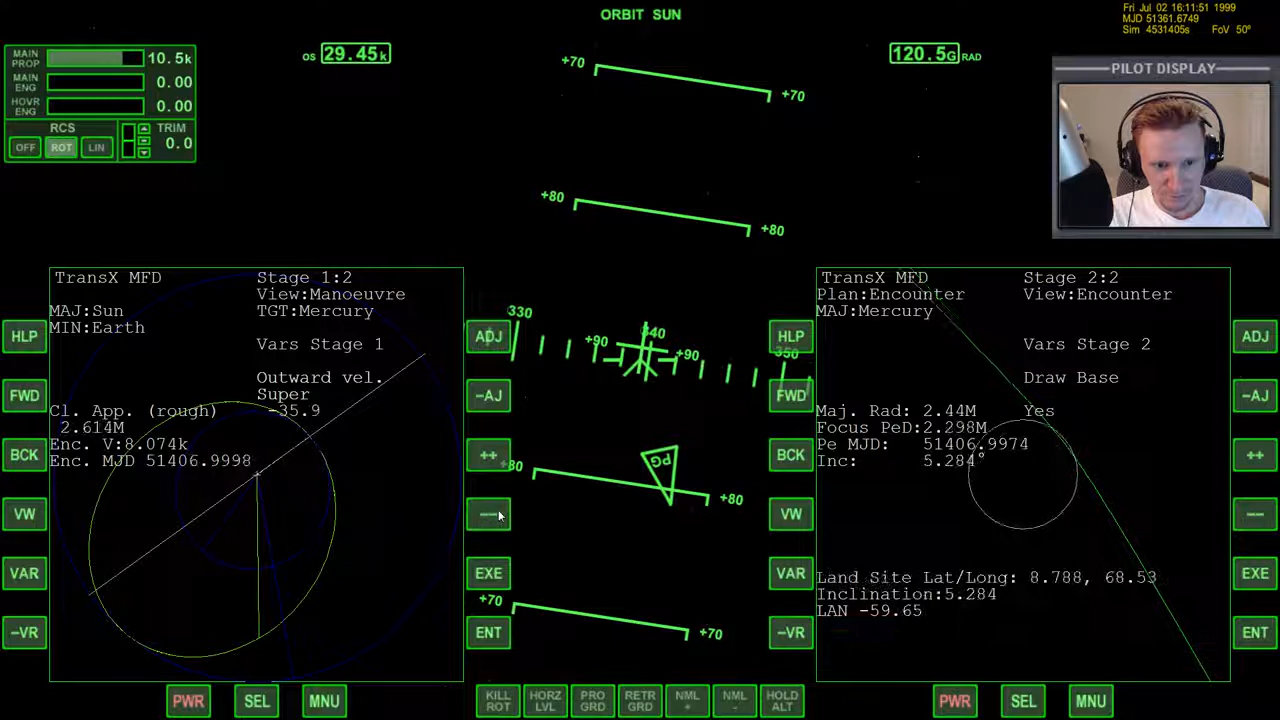 ORBIT SUN
Fri Jul 02 16:11:51 1999
MJD 51361.6749
Sim 4531405s FoV 50°
MAIN PROP 10.5k
MAIN ENG 0.00
HOVR ENG 0.00
RCS
TRIM
0.0
OFF ROT LIN
OS 29.45k
120.5G RAD
PILOT DISPLAY
+70 +70
+80 +80
330 340 350
+90 +90
+80 +80
PG
+70 +70
TransX MFD Stage 1:2
View:Manoeuvre
MAJ:Sun TGT:Mercury
MIN:Earth
Vars Stage 1
Outward vel.
Super
Cl. App. (rough) -35.9
2.614M
Enc. V:8.074k
Enc. MJD 51406.9998
HLP
FWD
BCK
VW
VAR
-VR
ADJ
-AJ
++
--
EXE
ENT
PWR SEL MNU
TransX MFD Stage 2:2
Plan:Encounter View:Encounter
MAJ:Mercury
Vars Stage 2
Draw Base
Maj. Rad: 2.44M Yes
Focus PeD:2.298M
Pe MJD: 51406.9974
Inc: 5.284°
Land Site Lat/Long: 8.788, 68.53
Inclination:5.284
LAN -59.65
HLP
FWD
BCK
VW
VAR
-VR
ADJ
-AJ
++
--
EXE
ENT
PWR SEL MNU
KILL ROT
HORZ LVL
PRO GRD
RETR GRD
NML +
NML -
HOLD ALT